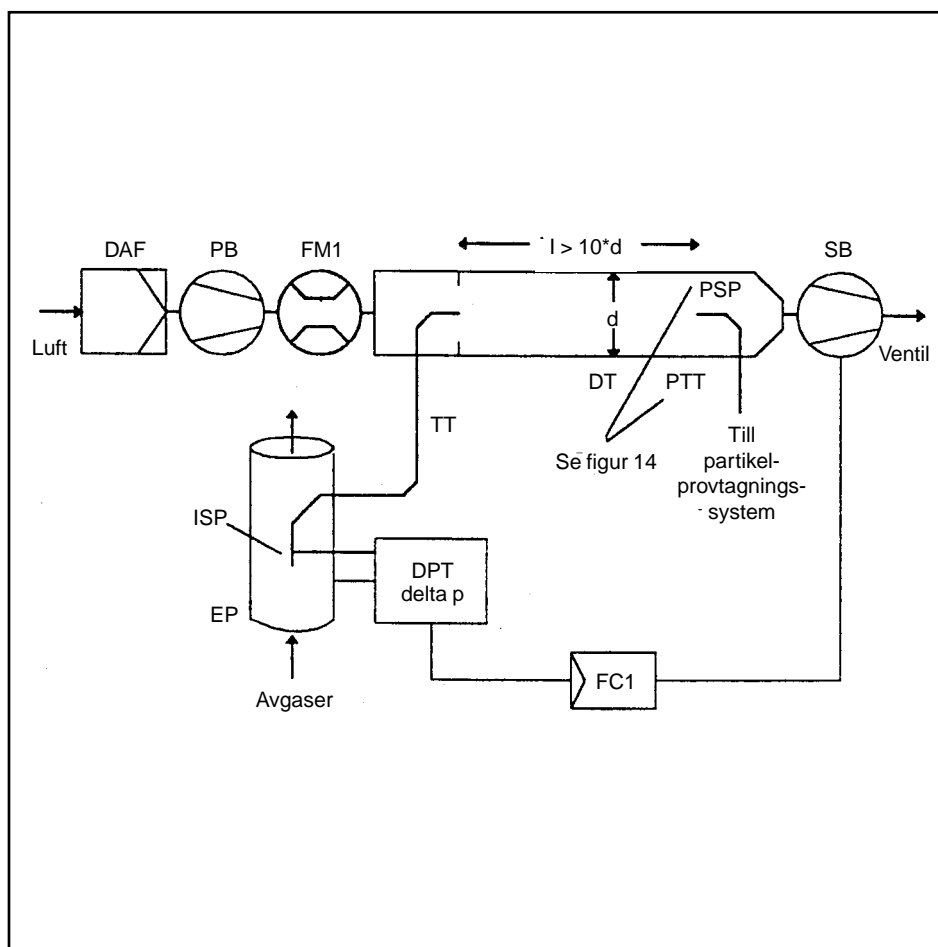 l > 10*d
DAF
PB
FM1
SB
PSP
d
Luft
Ventil
DT
PTT
TT
Se figur 14
Till
partikel-
provtagnings-
system
ISP
DPT
delta p
EP
FC1
Avgaser